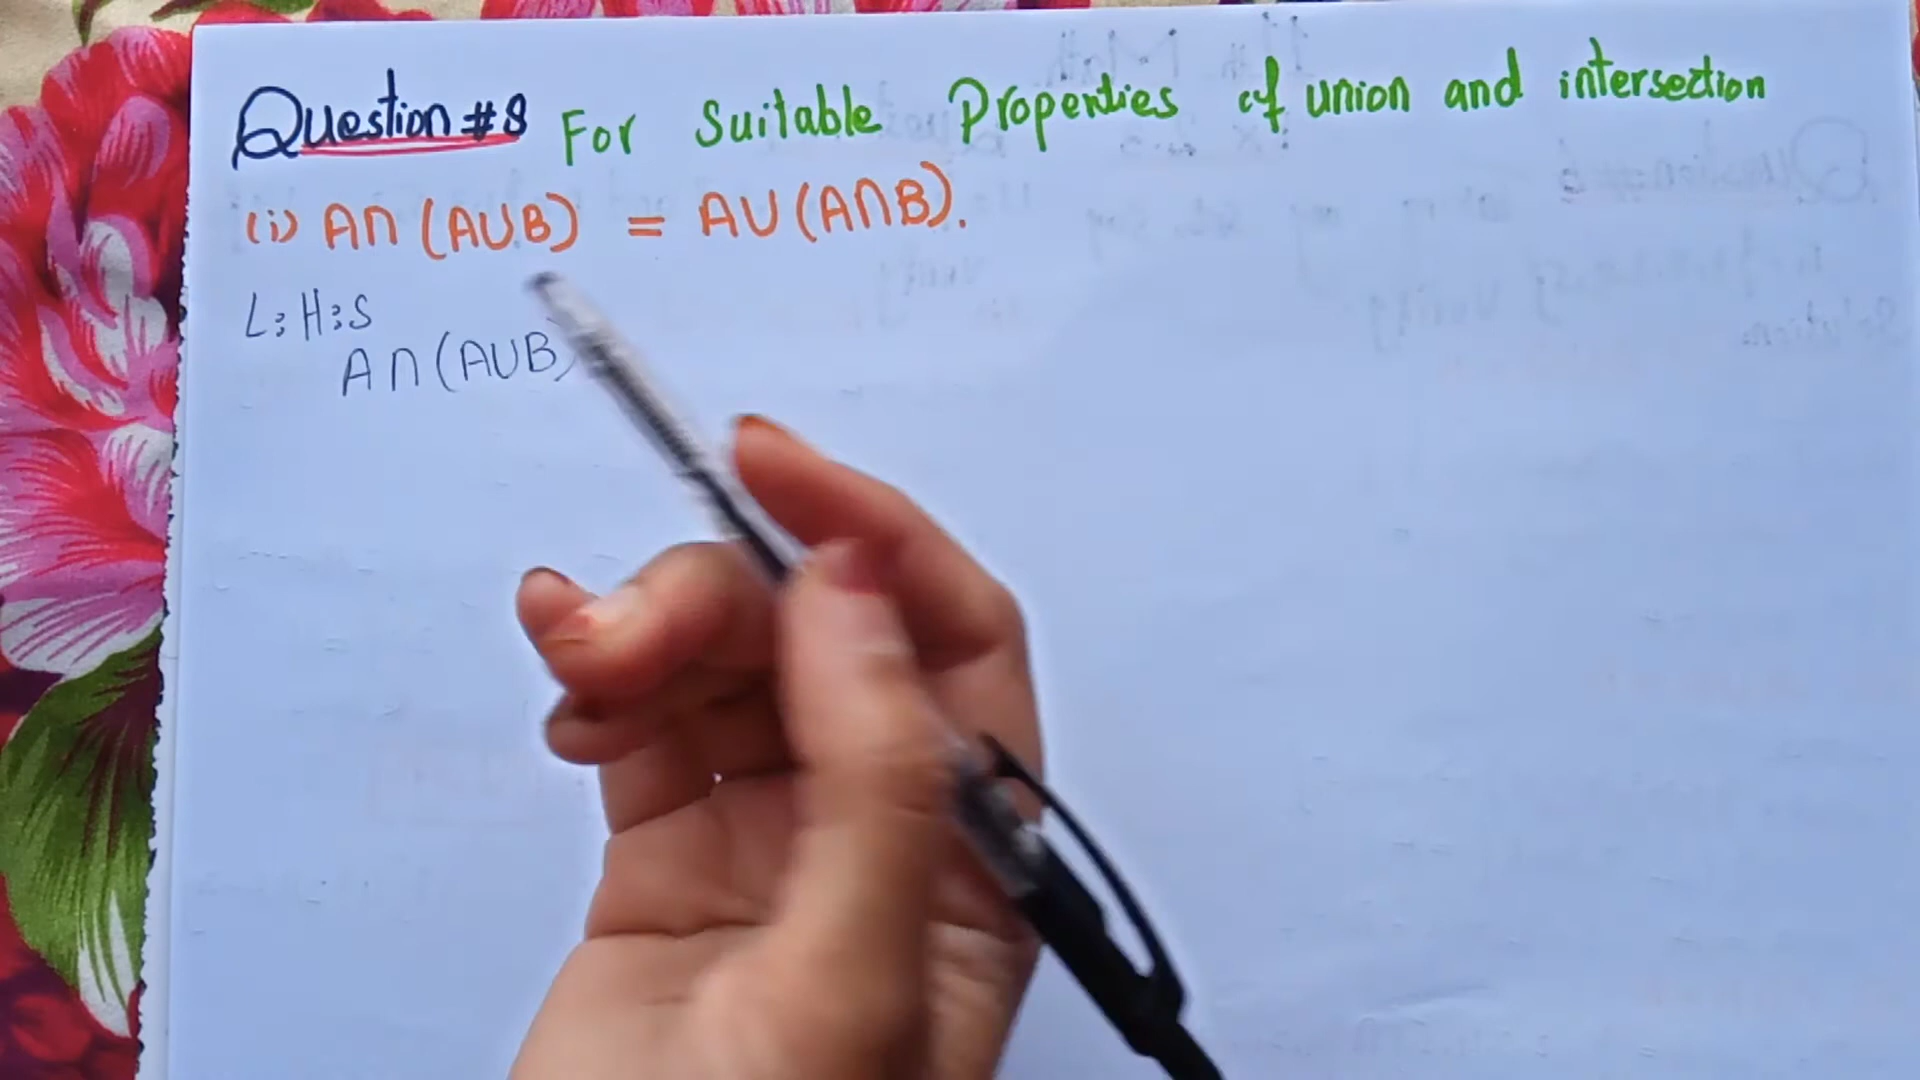 Question #8 For Suitable Properties of union and intersection
(i) A∩(A∪B) = A∪(A∩B).
L:H:S
A∩(A∪B)